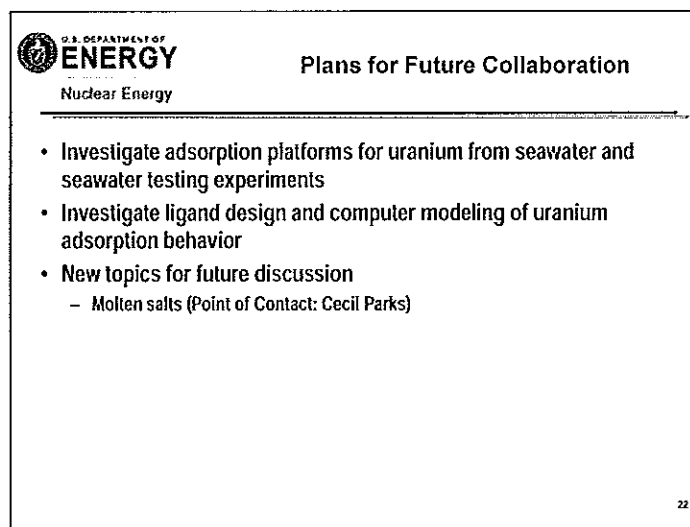 U.S. DEPARTMENT OF
ENERGY
Nuclear Energy
Plans for Future Collaboration
• Investigate adsorption platforms for uranium from seawater and
seawater testing experiments
• Investigate ligand design and computer modeling of uranium
adsorption behavior
• New topics for future discussion
– Molten salts (Point of Contact: Cecil Parks)
22